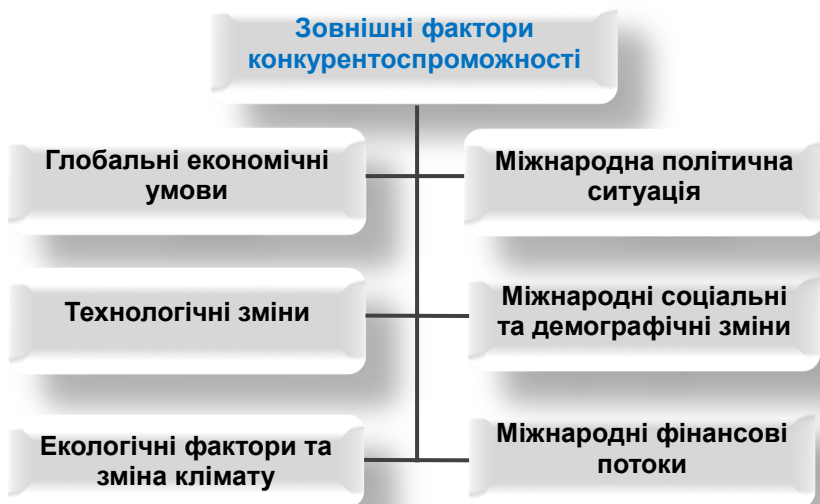 Зовнішні фактори
конкурентоспроможності
Глобальні економічні
умови
Міжнародна політична
ситуація
Технологічні зміни
Міжнародні соціальні
та демографічні зміни
Екологічні фактори та
зміна клімату
Міжнародні фінансові
потоки